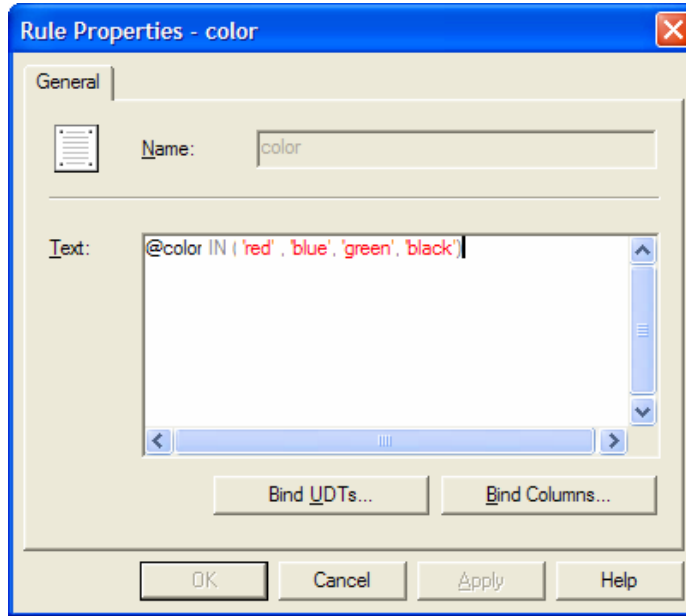 Rule Properties - color
General
Name: color
Text: @color IN ( 'red' , 'blue', 'green', 'black')
Bind UDTs... Bind Columns...
OK Cancel Apply Help